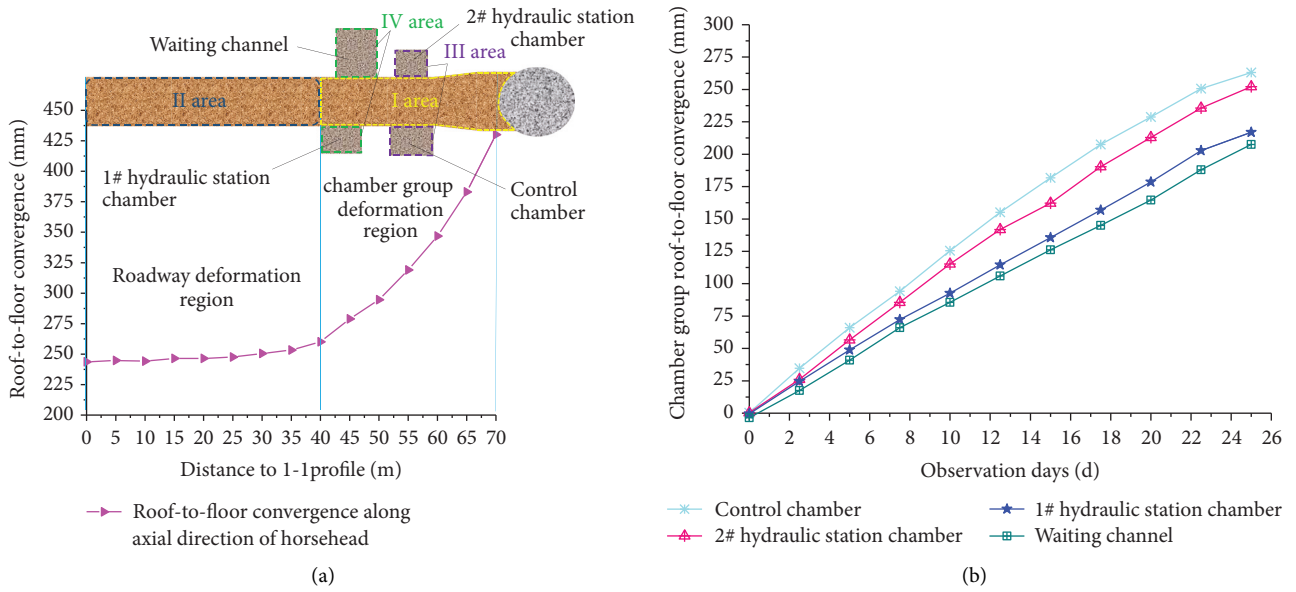 IV area
2# hydraulic station
chamber
Waiting channel
III area
II area
I area
1# hydraulic station
chamber
chamber group
deformation
region
Control
chamber
Roadway deformation
region
Roof-to-floor convergence (mm)
450
425
400
375
350
325
300
275
250
225
200
0 5 10 15 20 25 30 35 40 45 50 55 60 65 70
Distance to 1-1profile (m)
Roof-to-floor convergence along
axial direction of horsehead
(a)
Chamber group roof-to-floor convergence (mm)
300
275
250
225
200
175
150
125
100
75
50
25
0
0 2 4 6 8 10 12 14 16 18 20 22 24 26
Observation days (d)
Control chamber
2# hydraulic station chamber
1# hydraulic station chamber
Waiting channel
(b)